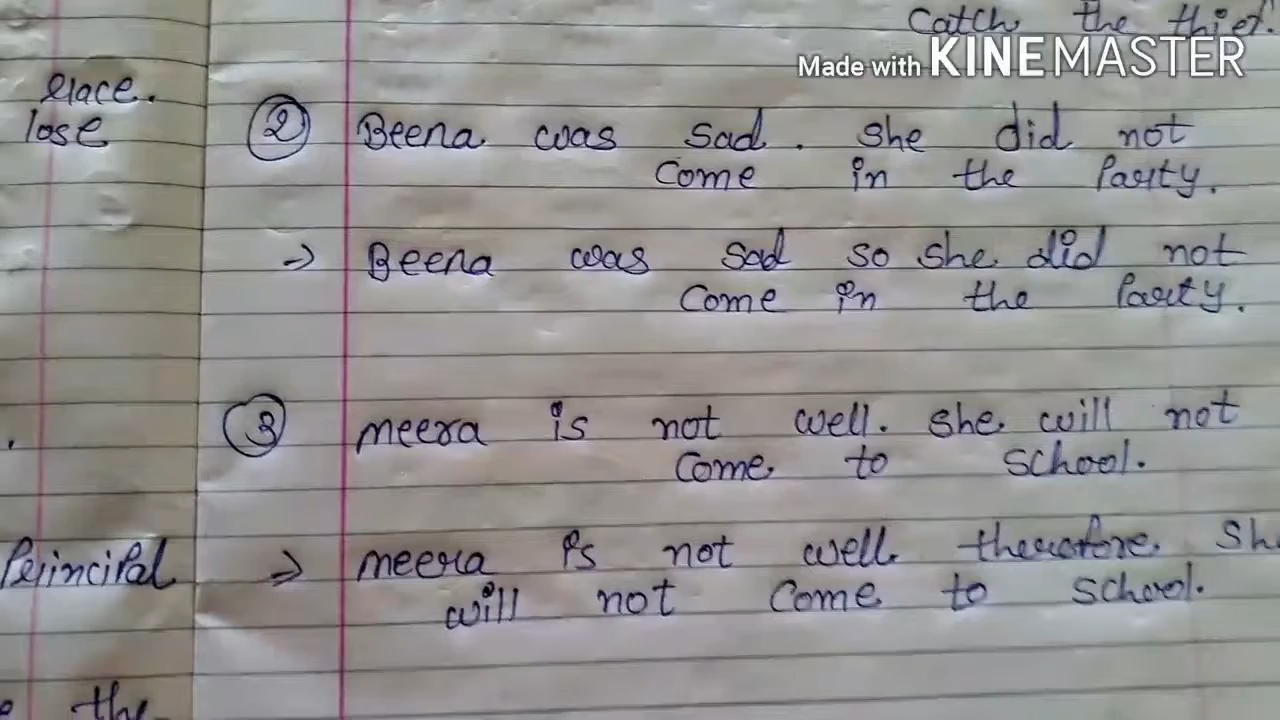 Catch the thief.
Made with KINEMASTER
place.
lose
② Beena was sad. She did not
come in the Party.
→ Beena was sad so she did not
come in the Party.
③ meera is not well. she will not
come to school.
Principal
⇒ meera is not well therefore sh
will not come to school.
the